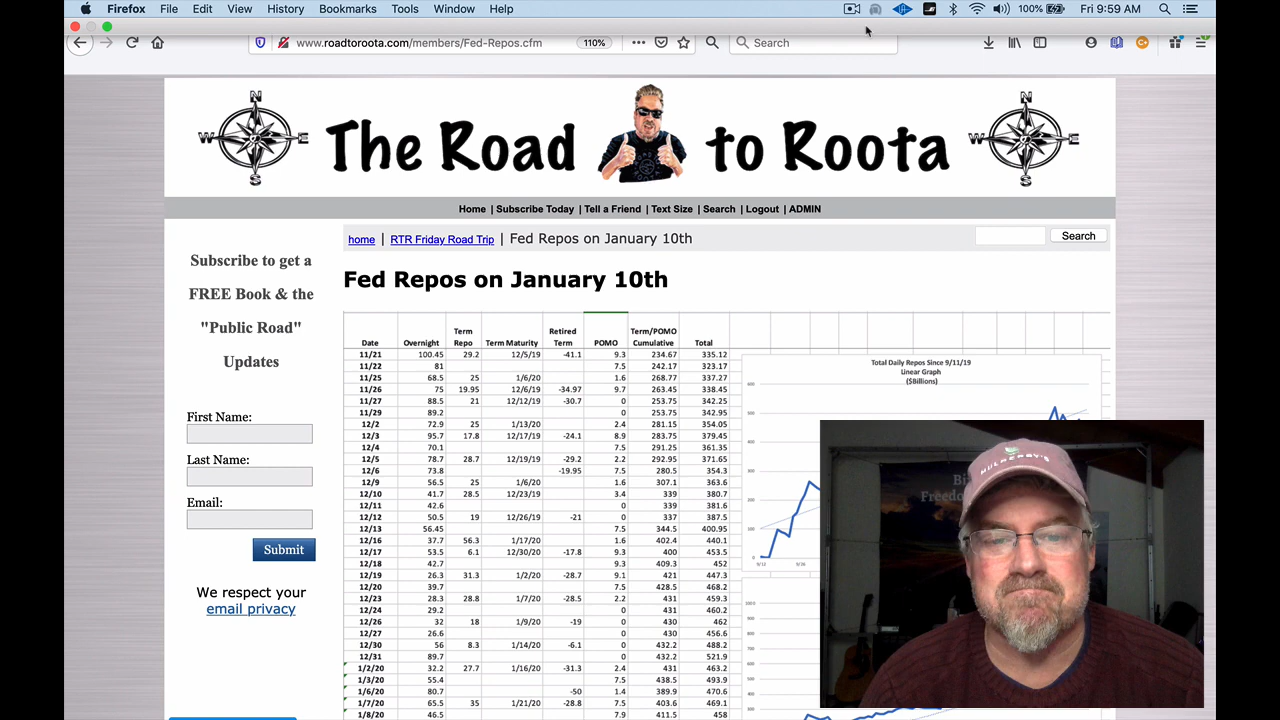 Firefox File Edit View History Bookmarks Tools Window Help 100% Fri 9:59 AM
www.roadtoroota.com/members/Fed-Repos.cfm 110% Search
N W E S The Road to Roota N W E S
Home | Subscribe Today | Tell a Friend | Text Size | Search | Logout | ADMIN
home | RTR Friday Road Trip | Fed Repos on January 10th Search
Subscribe to get a
FREE Book & the
"Public Road"
Updates
First Name:
Last Name:
Email:
Submit
We respect your
email privacy
Fed Repos on January 10th
Date Overnight Term Repo Term Maturity Retired Term POMO Term/POMO Cumulative Total
11/21 100.45 29.2 12/5/19 -41.1 9.3 234.67 335.12
11/22 81 7.5 242.17 323.17
11/25 68.5 25 1/6/20 1.6 268.77 337.27
11/26 75 19.95 12/6/19 -34.97 9.7 263.45 338.45
11/27 88.5 21 12/12/19 -30.7 0 253.75 342.25
11/29 89.2 0 253.75 342.95
12/2 72.9 25 1/13/20 2.4 281.15 354.05
12/3 95.7 17.8 12/17/19 -24.1 8.9 283.75 379.45
12/4 70.1 7.5 291.25 361.35
12/5 78.7 28.7 12/19/19 -29.2 2.2 292.95 371.65
12/6 73.8 -19.95 7.5 280.5 354.3
12/9 56.5 25 1/6/20 1.6 307.1 363.6
12/10 41.7 28.5 12/23/19 3.4 339 380.7
12/11 42.6 0 339 381.6
12/12 50.5 19 12/26/19 -21 0 337 387.5
12/13 56.45 7.5 344.5 400.95
12/16 37.7 56.3 1/17/20 1.6 402.4 440.1
12/17 53.5 6.1 12/30/20 -17.8 9.3 400 453.5
12/18 42.7 9.3 409.3 452
12/19 26.3 31.3 1/2/20 -28.7 9.1 421 447.3
12/20 39.7 7.5 428.5 468.2
12/23 28.3 28.8 1/7/20 -28.5 2.2 431 459.3
12/24 29.2 0 431 460.2
12/26 32 18 1/9/20 -19 0 430 462
12/27 26.6 0 430 456.6
12/30 56 8.3 1/14/20 -6.1 0 432.2 488.2
12/31 89.7 0 432.2 521.9
1/2/20 32.2 27.7 1/16/20 -31.3 2.4 431 463.2
1/3/20 55.4 7.5 438.5 493.9
1/6/20 80.7 -50 1.4 389.9 470.6
1/7/20 65.5 35 1/21/20 -28.8 7.5 403.6 469.1
1/8/20 46.5 7.9 411.5 458
Total Daily Repos Since 9/11/19
Linear Graph
($Billions)
MULLIGAN'S